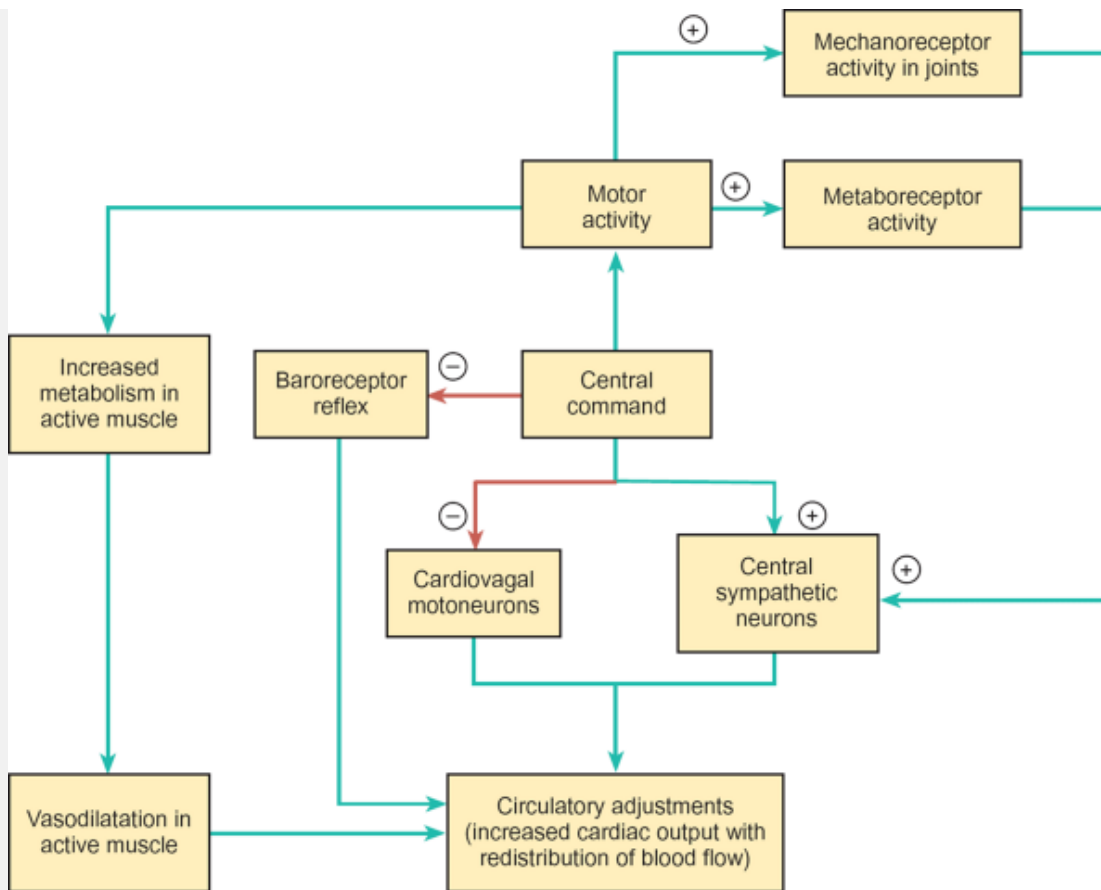 +
Mechanoreceptor
activity in joints
Motor
activity
+
Metaboreceptor
activity
Increased
metabolism in
active muscle
Baroreceptor
reflex
−
Central
command
−
+
Cardiovagal
motoneurons
Central
sympathetic
neurons
+
Vasodilatation in
active muscle
Circulatory adjustments
(increased cardiac output with
redistribution of blood flow)